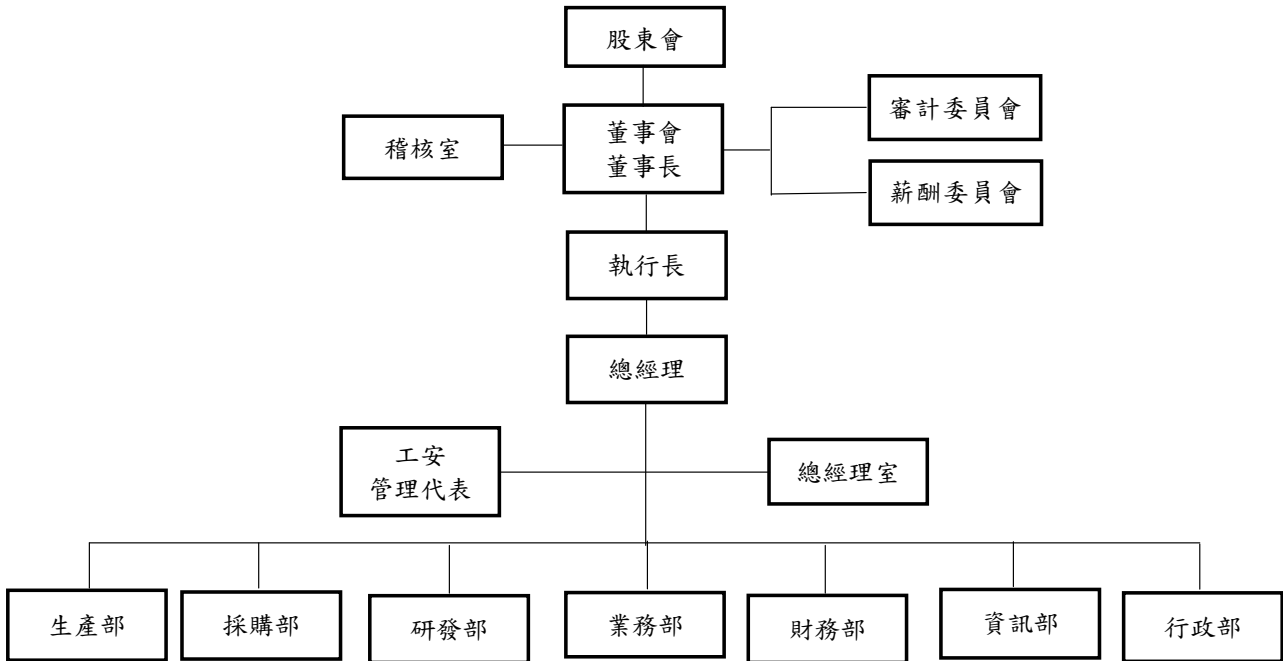 股東會
審計委員會
稽核室
董事會
董事長
薪酬委員會
執行長
總經理
工安
管理代表
總經理室
生產部
採購部
研發部
業務部
財務部
資訊部
行政部